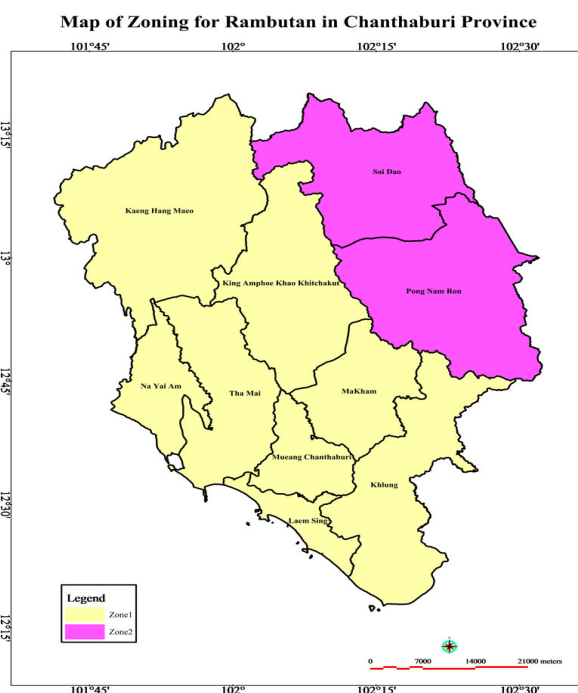 Map of Zoning for Rambutan in Chanthaburi Province
101°45' 102° 102°15' 102°30'
13°15'
Soi Dao
Kaeng Hang Maeo
13°
King Amphoe Khao Khitchakut
Pong Nam Ron
12°45'
Na Yai Am
Tha Mai
MaKham
Mueang Chanthaburi
Khlung
12°30'
Laem Sing
Legend
Zone1
Zone2
12°15'
0 7000 14000 21000 meters
101°45' 102° 102°15' 102°30'